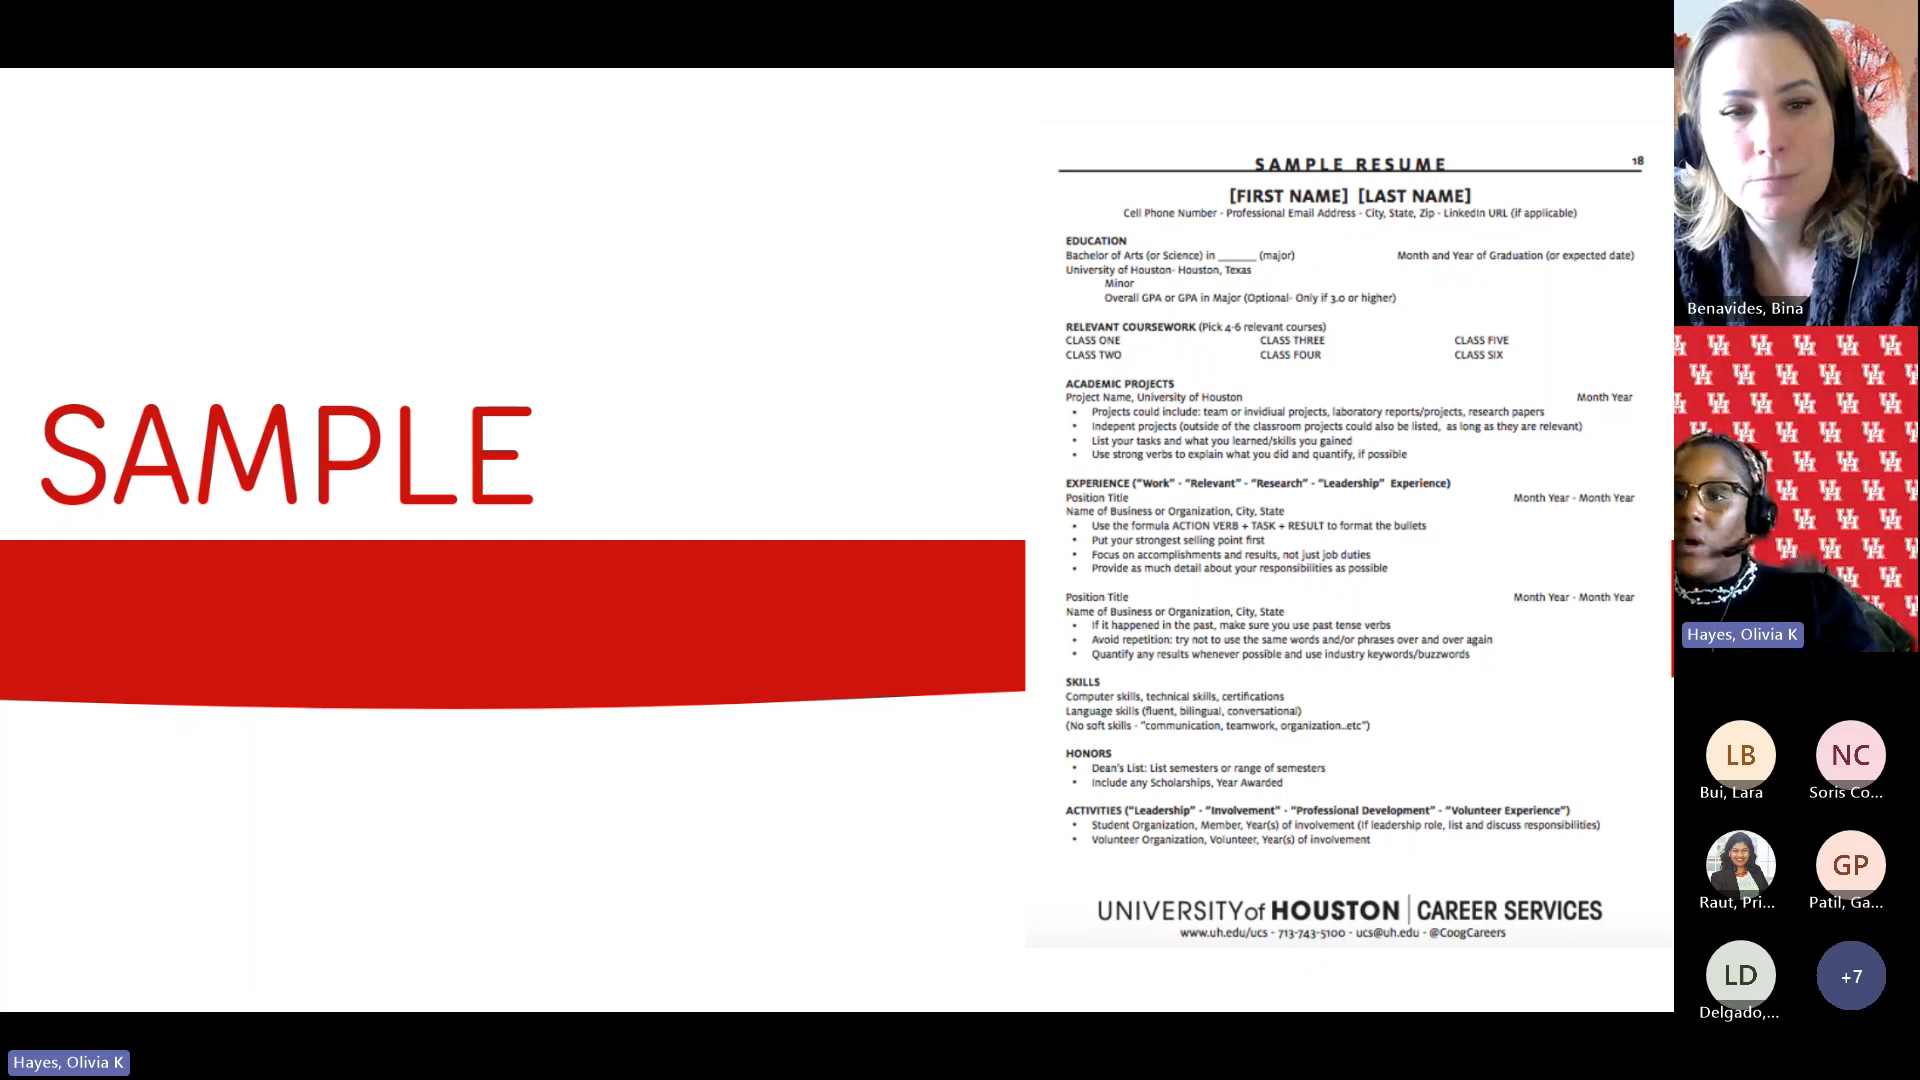 SAMPLE
SAMPLE RESUME
18
[FIRST NAME] [LAST NAME]
Cell Phone Number - Professional Email Address - City, State, Zip - LinkedIn URL (if applicable)
EDUCATION
Bachelor of Arts (or Science) in ______ (major) Month and Year of Graduation (or expected date)
University of Houston- Houston, Texas
Minor
Overall GPA or GPA in Major (Optional- Only if 3.0 or higher)
RELEVANT COURSEWORK (Pick 4-6 relevant courses)
CLASS ONE CLASS THREE CLASS FIVE
CLASS TWO CLASS FOUR CLASS SIX
ACADEMIC PROJECTS
Project Name, University of Houston Month Year
• Projects could include: team or invidiual projects, laboratory reports/projects, research papers
• Indepent projects (outside of the classroom projects could also be listed, as long as they are relevant)
• List your tasks and what you learned/skills you gained
• Use strong verbs to explain what you did and quantify, if possible
EXPERIENCE ("Work" - "Relevant" - "Research" - "Leadership" Experience)
Position Title Month Year - Month Year
Name of Business or Organization, City, State
• Use the formula ACTION VERB + TASK + RESULT to format the bullets
• Put your strongest selling point first
• Focus on accomplishments and results, not just job duties
• Provide as much detail about your responsibilities as possible
Position Title Month Year - Month Year
Name of Business or Organization, City, State
• If it happened in the past, make sure you use past tense verbs
• Avoid repetition: try not to use the same words and/or phrases over and over again
• Quantify any results whenever possible and use industry keywords/buzzwords
SKILLS
Computer skills, technical skills, certifications
Language skills (fluent, bilingual, conversational)
(No soft skills - "communication, teamwork, organization..etc")
HONORS
• Dean's List: List semesters or range of semesters
• Include any Scholarships, Year Awarded
ACTIVITIES ("Leadership" - "Involvement" - "Professional Development" - "Volunteer Experience")
• Student Organization, Member, Year(s) of involvement (If leadership role, list and discuss responsibilities)
• Volunteer Organization, Volunteer, Year(s) of involvement
UNIVERSITY of HOUSTON | CAREER SERVICES
www.uh.edu/ucs - 713-743-5100 - ucs@uh.edu - @CoogCareers
Benavides, Bina
Hayes, Olivia K
LB NC
Bui, Lara Soris Co...
GP
Raut, Pri... Patil, Ga...
LD +7
Delgado,...
Hayes, Olivia K